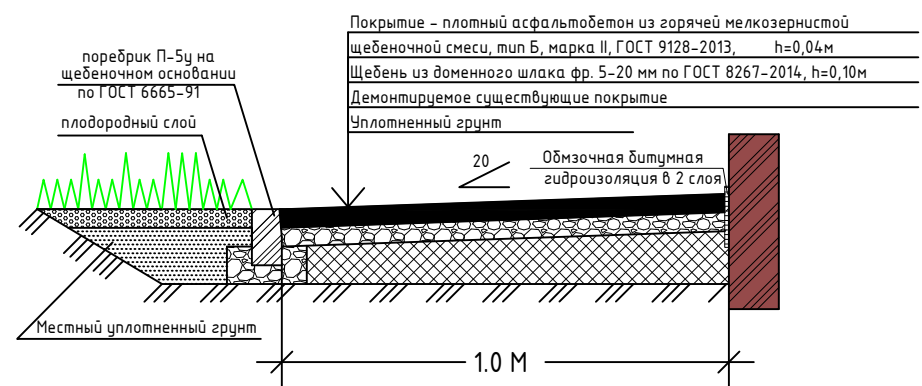 Покрытие – плотный асфальтобетон из горячей мелкозернистой
щебеночной смеси, тип Б, марка II, ГОСТ 9128-2013, h=0,04м
Щебень из доменного шлака фр. 5-20 мм по ГОСТ 8267-2014, h=0,10м
Демонтируемое существующие покрытие
Уплотненный грунт
поребрик П-5у на
щебеночном основании
по ГОСТ 6665-91
плодородный слой
20
Обмзочная битумная
гидроизоляция в 2 слоя
Местный уплотненный грунт
1.0 М